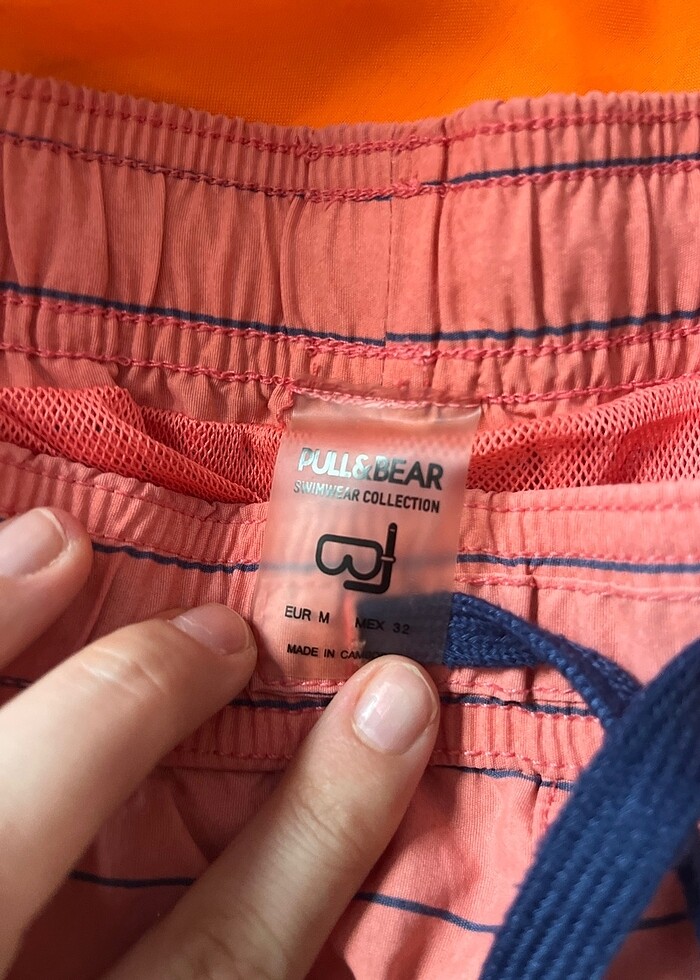 PULL&BEAR
SWIMWEAR COLLECTION
EUR M MEX 32
MADE IN